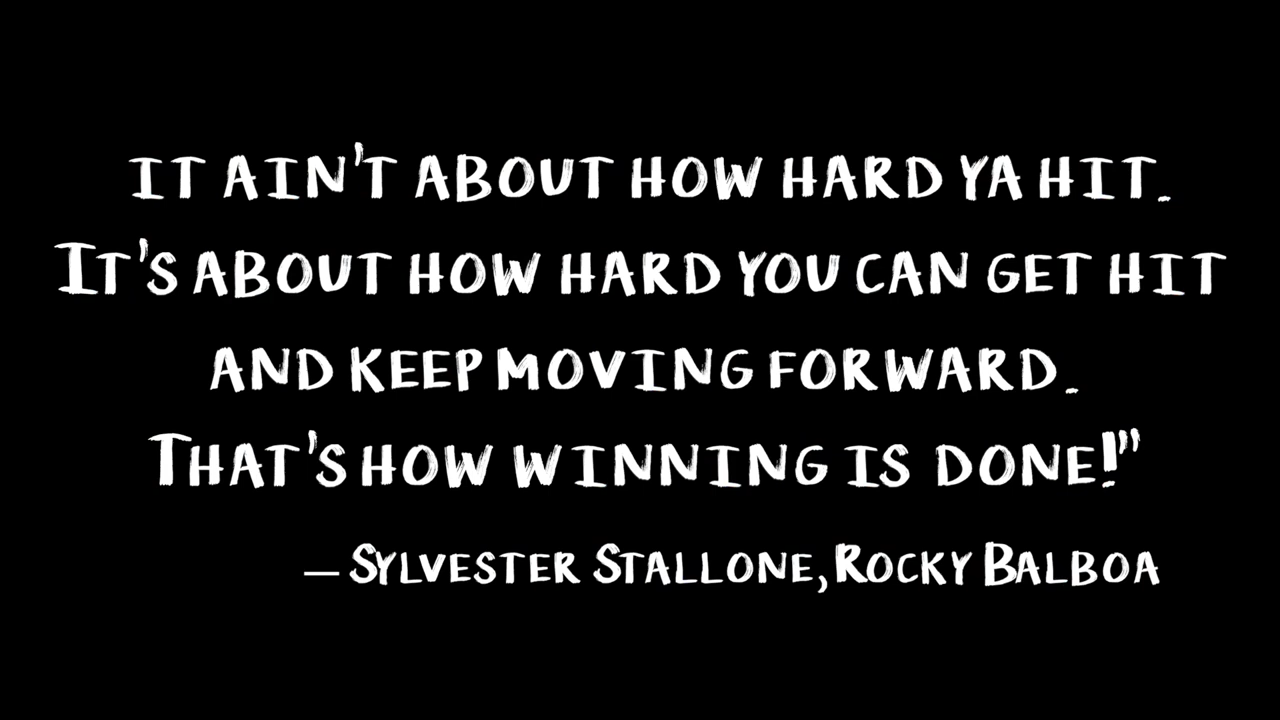 IT AIN'T ABOUT HOW HARD YA HIT.
IT'S ABOUT HOW HARD YOU CAN GET HIT
AND KEEP MOVING FORWARD.
THAT'S HOW WINNING IS DONE!"
— SYLVESTER STALLONE, ROCKY BALBOA